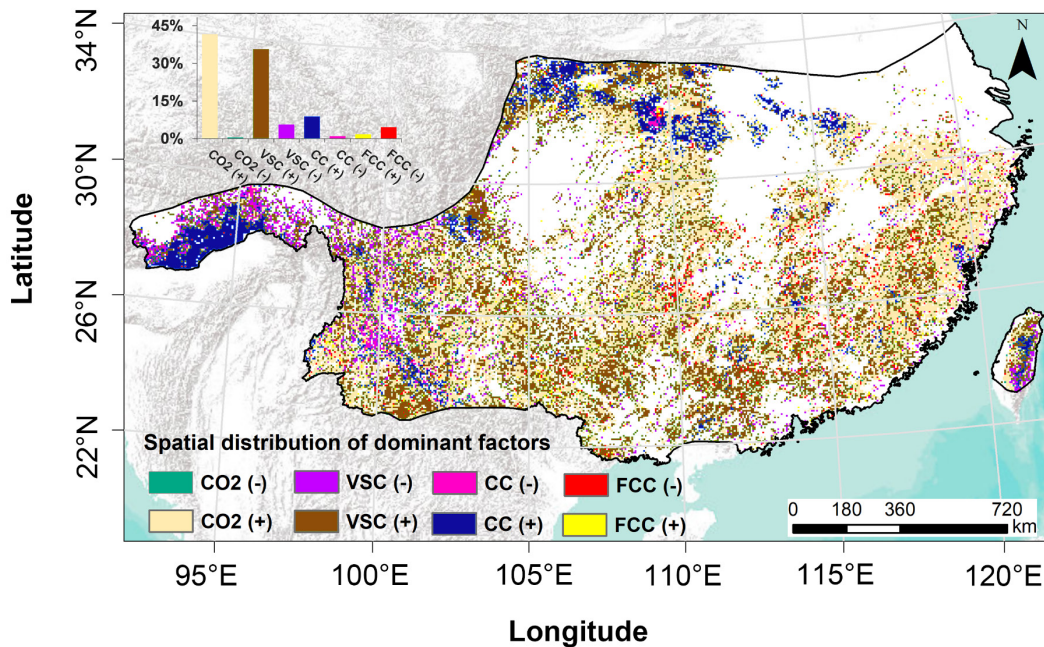 45%
30%
15%
0%
CO2 (+)
CO2 (-)
VSC (+)
VSC (-)
CC (+)
CC (-)
FCC (+)
FCC (-)
N
34°N
30°N
26°N
22°N
Latitude
Spatial distribution of dominant factors
CO2 (-) VSC (-) CC (-) FCC (-)
CO2 (+) VSC (+) CC (+) FCC (+)
0 180 360 720
km
95°E 100°E 105°E 110°E 115°E 120°E
Longitude